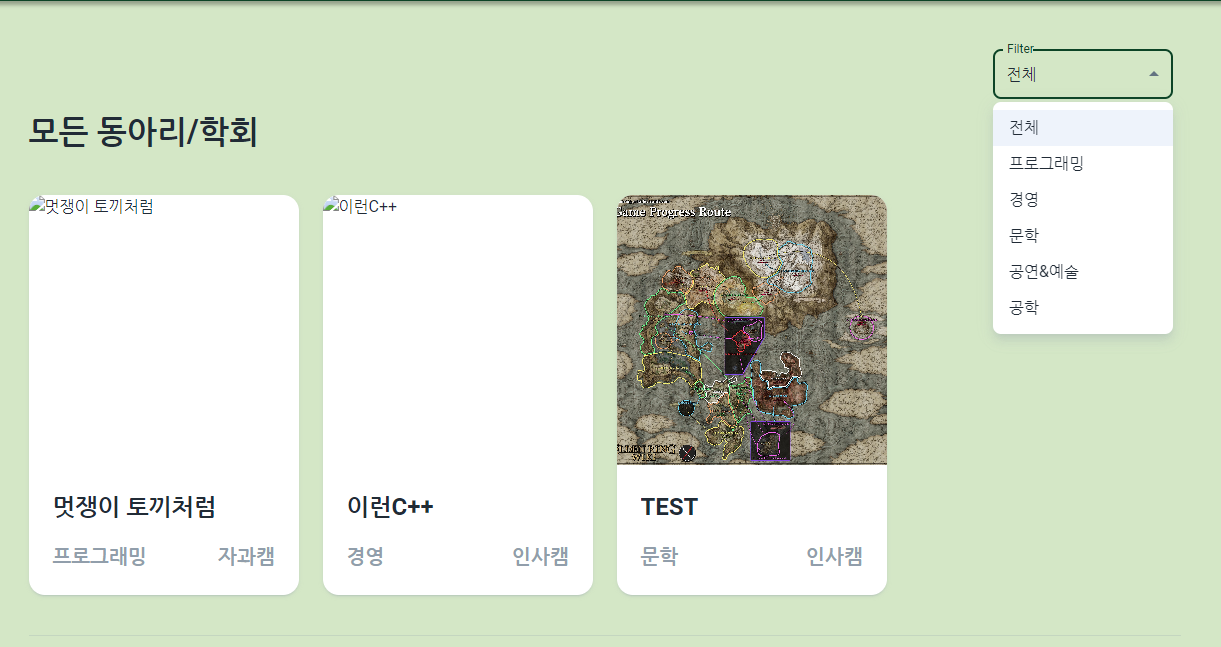 Filter
전체
모든 동아리/학회
전체
프로그래밍
경영
문학
공연&예술
공학
멋쟁이 토끼처럼
이런C++
Game Progress Route
멋쟁이 토끼처럼
프로그래밍 자과캠
이런C++
경영 인사캠
TEST
문학 인사캠